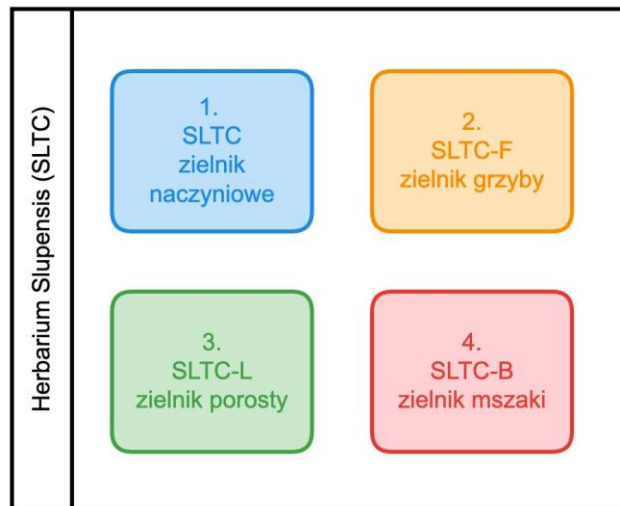 Herbarium Slupensis (SLTC)
1.
SLTC
zielnik
naczyniowe
2.
SLTC-F
zielnik grzyby
3.
SLTC-L
zielnik porosty
4.
SLTC-B
zielnik mszaki